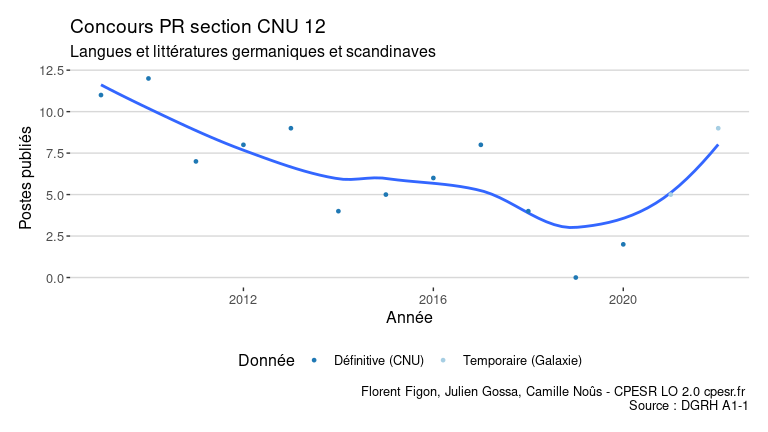 Concours PR section CNU 12
Langues et littératures germaniques et scandinaves
12.5
10.0
7.5
5.0
2.5
0.0
Postes publiés
2012 2016 2020
Année
Donnée Définitive (CNU) Temporaire (Galaxie)
Florent Figon, Julien Gossa, Camille Noûs - CPESR LO 2.0 cpesr.fr
Source : DGRH A1-1